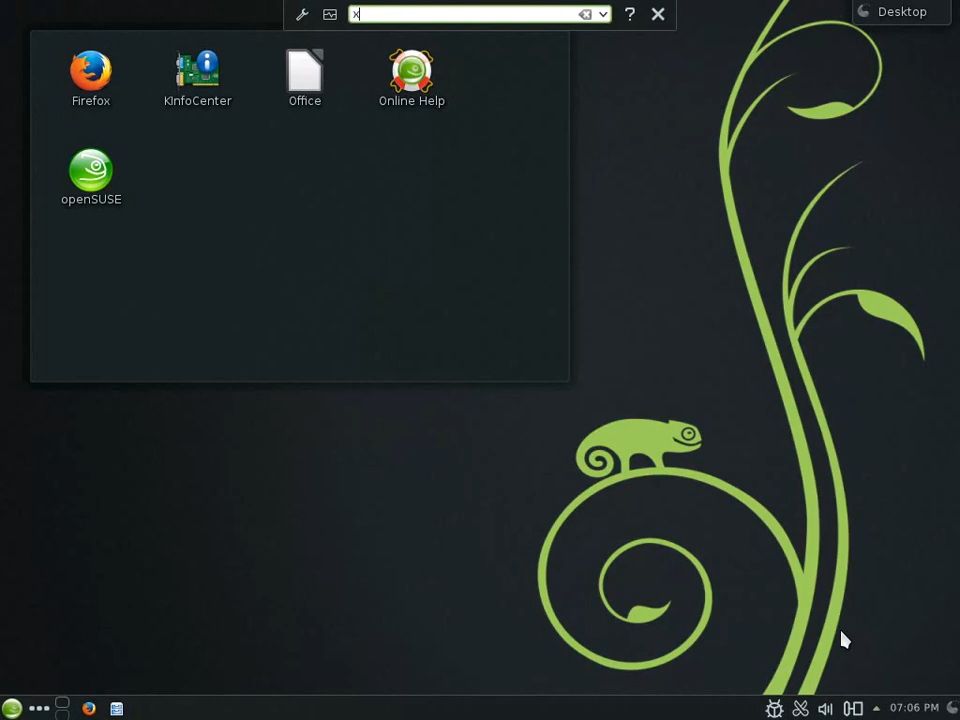 x
?
Desktop
Firefox
KInfoCenter
Office
Online Help
openSUSE
07:06 PM